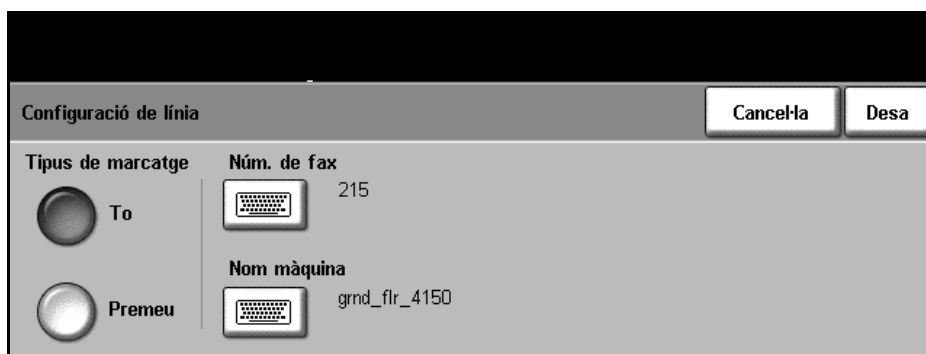 Configuració de línia
Cancel·la
Desa
Tipus de marcatge
Núm. de fax
To
215
Nom màquina
Premeu
grnd_flr_4150